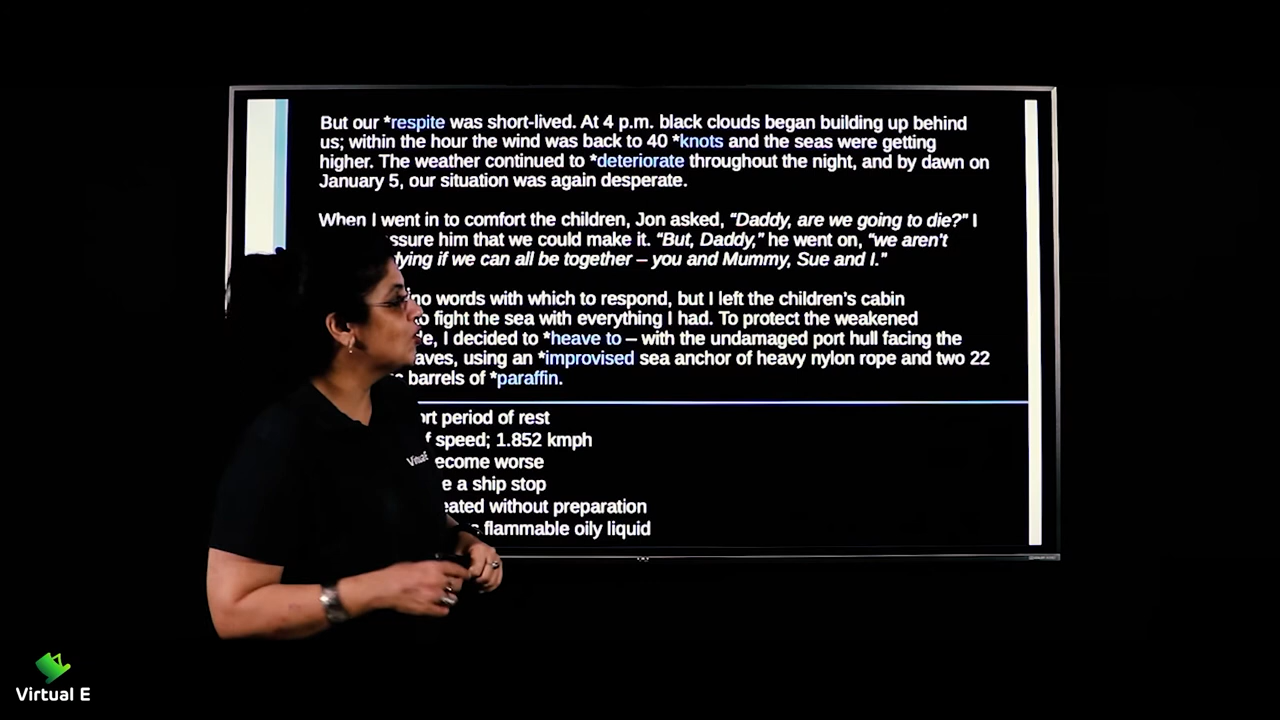 But our *respite was short-lived. At 4 p.m. black clouds began building up behind
us; within the hour the wind was back to 40 *knots and the seas were getting
higher. The weather continued to *deteriorate throughout the night, and by dawn on
January 5, our situation was again desperate.
When I went in to comfort the children, Jon asked, “Daddy, are we going to die?” I
him that we could make it. “But, Daddy,” he went on, “we aren't
if we can all be together – you and Mummy, Sue and I.”
words with which to respond, but I left the children's cabin
to fight the sea with everything I had. To protect the weakened
I decided to *heave to – with the undamaged port hull facing the
using an *improvised sea anchor of heavy nylon rope and two 22
barrels of *paraffin.
period of rest
speed; 1.852 kmph
worse
a ship stop
without preparation
flammable oily liquid
VirtualE
Virtual E